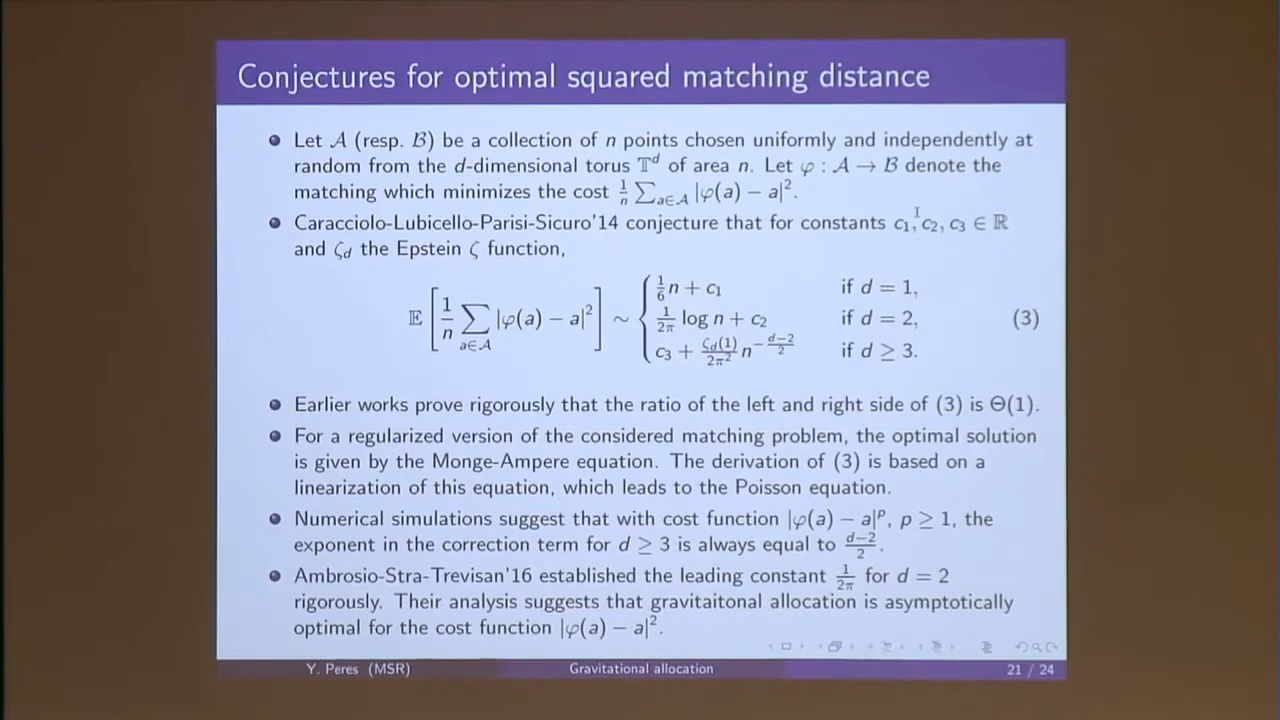 Conjectures for optimal squared matching distance
Let 𝒜 (resp. ℬ) be a collection of n points chosen uniformly and independently at
random from the d-dimensional torus 𝕋^d of area n. Let φ : 𝒜 → ℬ denote the
matching which minimizes the cost 1/n ∑_{a∈𝒜} |φ(a) − a|².
Caracciolo-Lubicello-Parisi-Sicuro'14 conjecture that for constants c₁, c₂, c₃ ∈ ℝ
and ζ_d the Epstein ζ function,
𝔼 [ 1/n ∑_{a∈𝒜} |φ(a) − a|² ] ∼ { 1/6 n + c₁ if d = 1,
1/2π log n + c₂ if d = 2, (3)
c₃ + ζ_d(1)/2π² n^{−(d−2)/2} if d ≥ 3.
Earlier works prove rigorously that the ratio of the left and right side of (3) is Θ(1).
For a regularized version of the considered matching problem, the optimal solution
is given by the Monge-Ampere equation. The derivation of (3) is based on a
linearization of this equation, which leads to the Poisson equation.
Numerical simulations suggest that with cost function |φ(a) − a|^p, p ≥ 1, the
exponent in the correction term for d ≥ 3 is always equal to (d−2)/2.
Ambrosio-Stra-Trevisan'16 established the leading constant 1/2π for d = 2
rigorously. Their analysis suggests that gravitaitonal allocation is asymptotically
optimal for the cost function |φ(a) − a|².
Y. Peres (MSR) Gravitational allocation 21 / 24